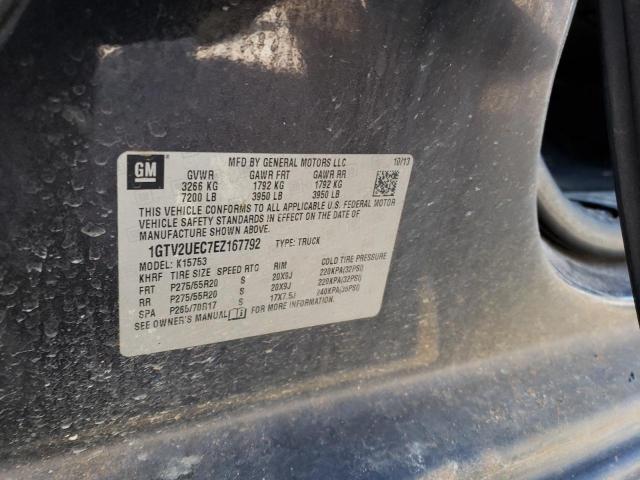 GM
MFD BY GENERAL MOTORS LLC 10/13
GVWR GAWR FRT GAWR RR
3266 KG 1792 KG 1792 KG
7200 LB 3950 LB 3950 LB
THIS VEHICLE CONFORMS TO ALL APPLICABLE U.S. FEDERAL MOTOR
VEHICLE SAFETY STANDARDS IN EFFECT ON THE DATE OF
MANUFACTURE SHOWN ABOVE.
1GTV2UEC7EZ167792 TYPE: TRUCK
MODEL: K15753
KHRF TIRE SIZE SPEED RTG RIM COLD TIRE PRESSURE
FRT P275/55R20 S 20X9J 220KPA(32PSI)
RR P275/55R20 S 20X9J 220KPA(32PSI)
SPA P265/70R17 S 17X7.5J 240KPA(35PSI)
SEE OWNER'S MANUAL